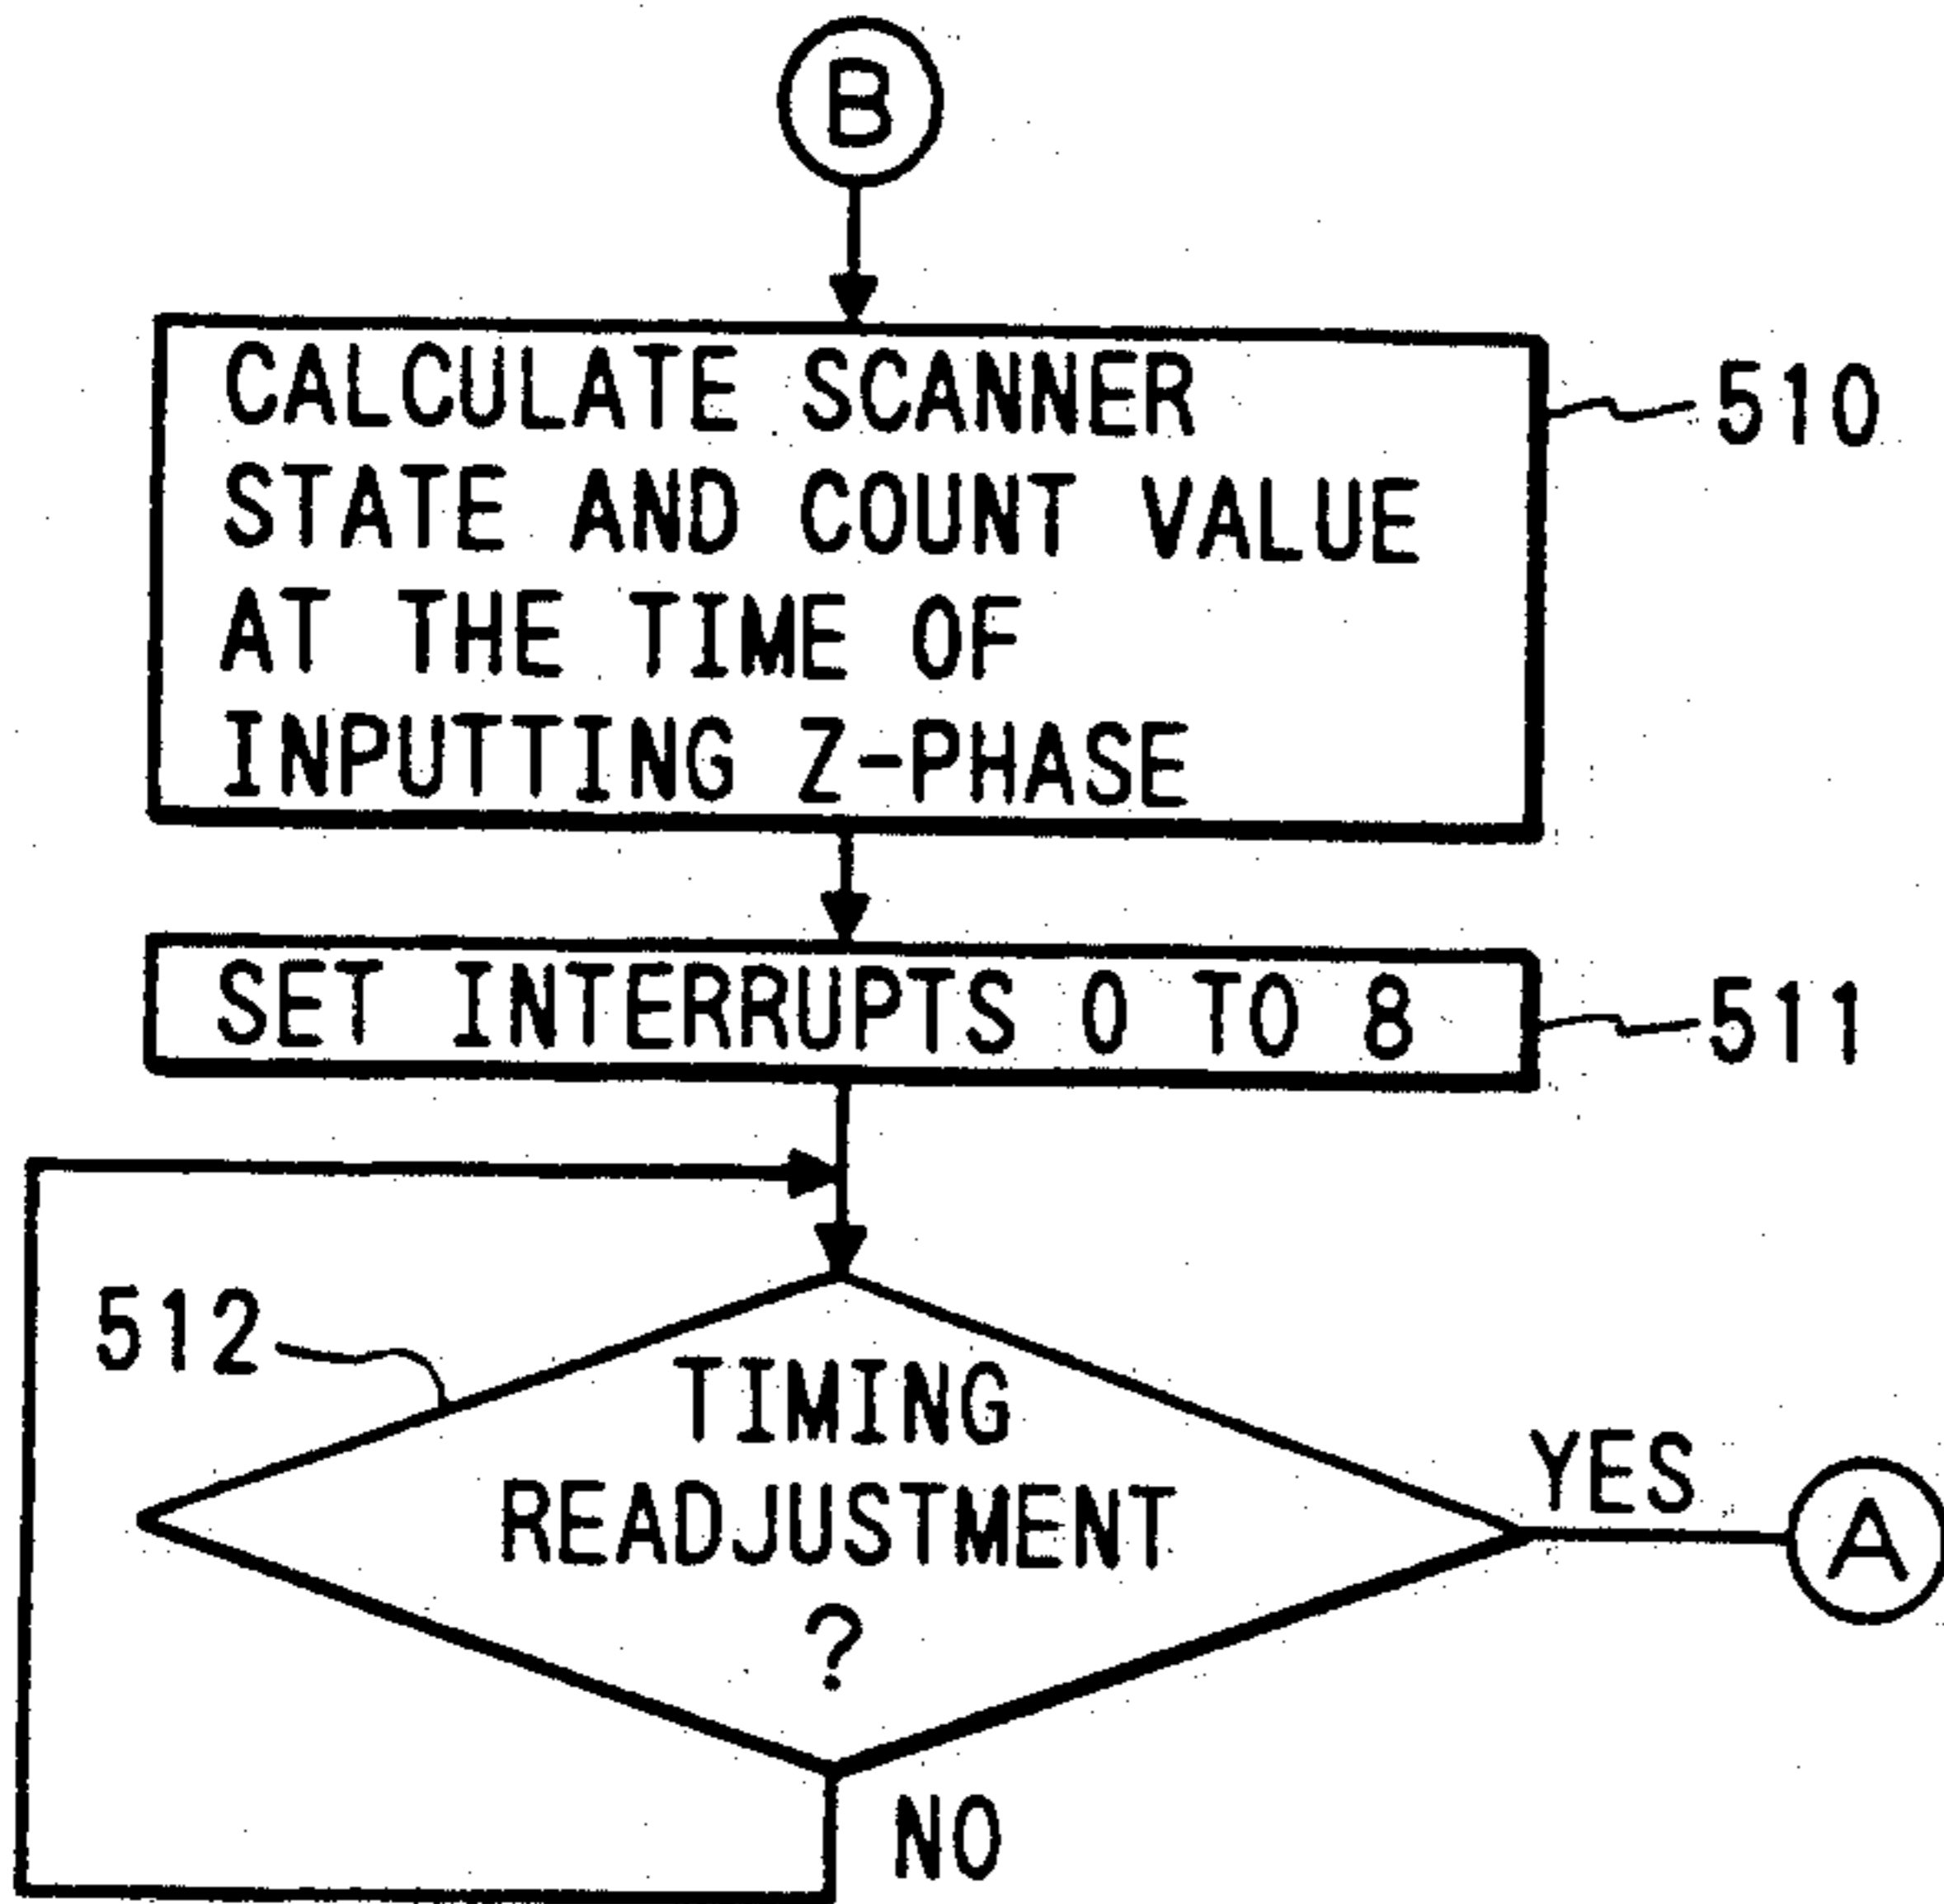 B
CALCULATE SCANNER
STATE AND COUNT VALUE
AT THE TIME OF
INPUTTING Z-PHASE
510
SET INTERRUPTS 0 TO 8
511
512
TIMING
READJUSTMENT
?
YES
A
NO